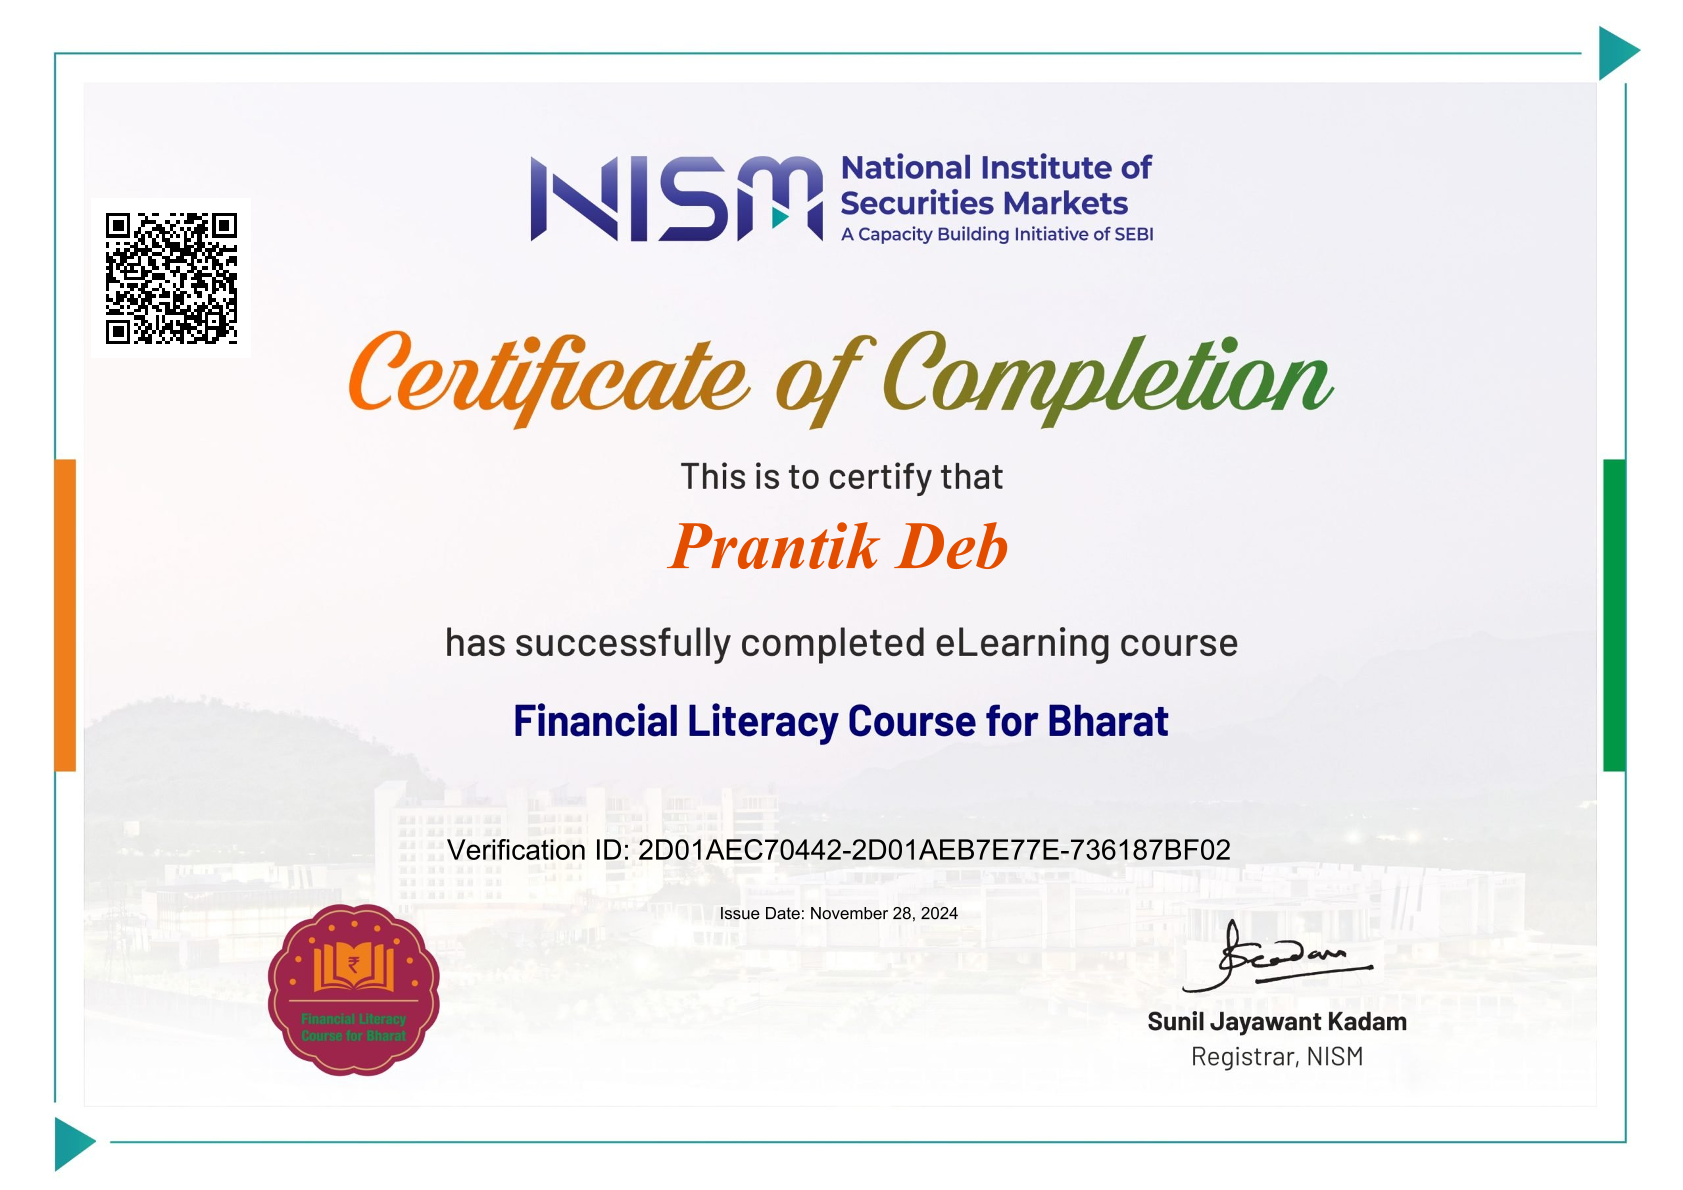 NISM
National Institute of
Securities Markets
A Capacity Building Initiative of SEBI
Certificate of Completion
This is to certify that
Prantik Deb
has successfully completed eLearning course
Financial Literacy Course for Bharat
Verification ID: 2D01AEC70442-2D01AEB7E77E-736187BF02
Issue Date: November 28, 2024
₹
Financial Literacy
Course for Bharat
Skadam
Sunil Jayawant Kadam
Registrar, NISM